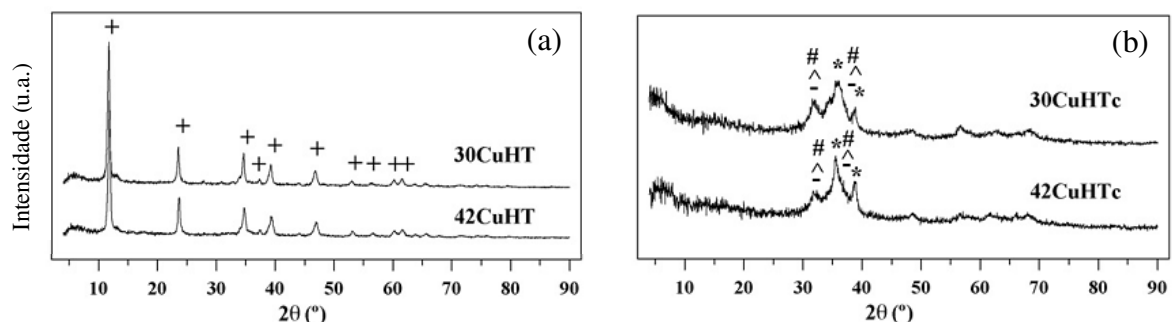 Intensidade (u.a.)
(a)
+
+ + + + + + + ++
30CuHT
42CuHT
10 20 30 40 50 60 70 80 90
2θ (º)
(b)
# * #
^ ^
- - *
30CuHTc
# * #
^ ^
- - *
42CuHTc
10 20 30 40 50 60 70 80 90
2θ (º)